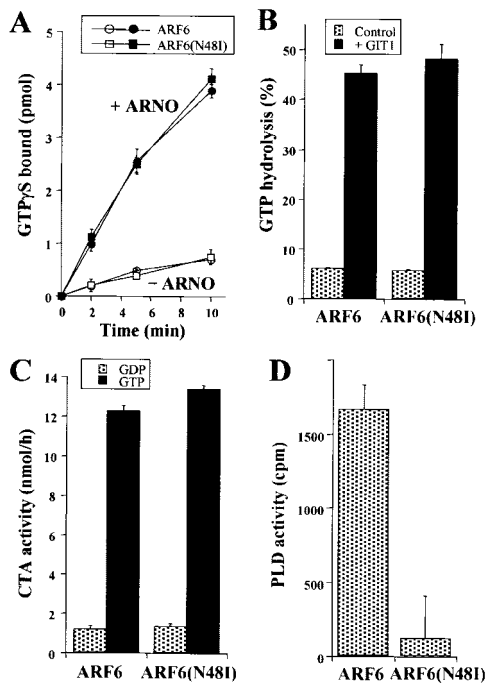 A
ARF6
ARF6(N48I)
GTPγS bound (pmol)
5
4
3
2
1
0
+ ARNO
− ARNO
0 2 4 6 8 10
Time (min)
B
Control
+ GIT1
GTP hydrolysis (%)
50
40
30
20
10
0
ARF6 ARF6(N48I)
C
GDP
GTP
CTA activity (nmol/h)
14
12
10
8
6
4
2
0
ARF6 ARF6(N48I)
D
PLD activity (cpm)
1500
1000
500
0
ARF6 ARF6(N48I)